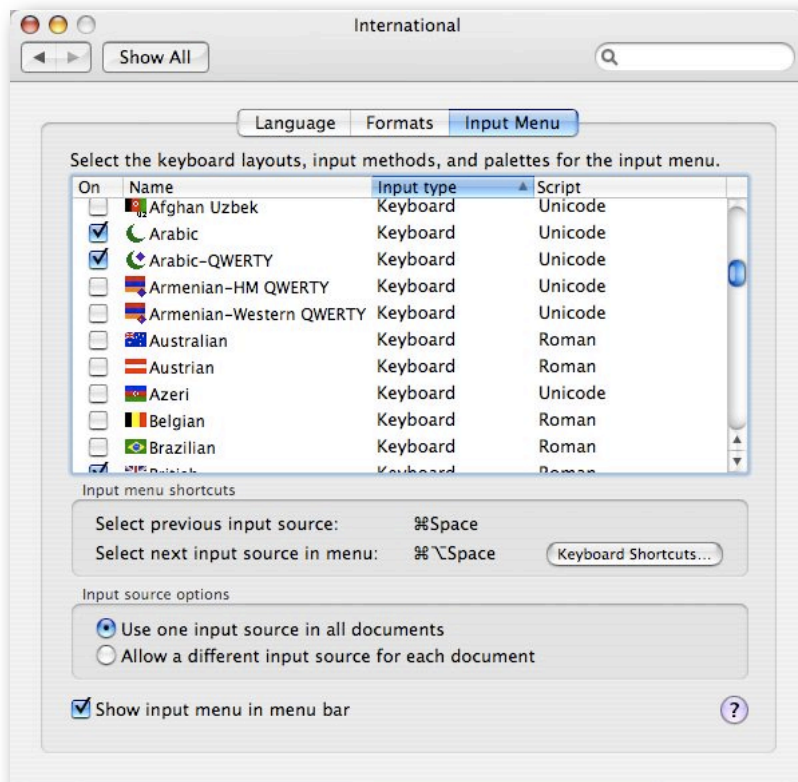 International
Show All
Language Formats Input Menu
Select the keyboard layouts, input methods, and palettes for the input menu.
On Name Input type Script
Afghan Uzbek Keyboard Unicode
Arabic Keyboard Unicode
Arabic-QWERTY Keyboard Unicode
Armenian-HM QWERTY Keyboard Unicode
Armenian-Western QWERTY Keyboard Unicode
Australian Keyboard Roman
Austrian Keyboard Roman
Azeri Keyboard Unicode
Belgian Keyboard Roman
Brazilian Keyboard Roman
British Keyboard Roman
Input menu shortcuts
Select previous input source: ⌘Space
Select next input source in menu: ⌘⌥Space Keyboard Shortcuts...
Input source options
Use one input source in all documents
Allow a different input source for each document
Show input menu in menu bar ?